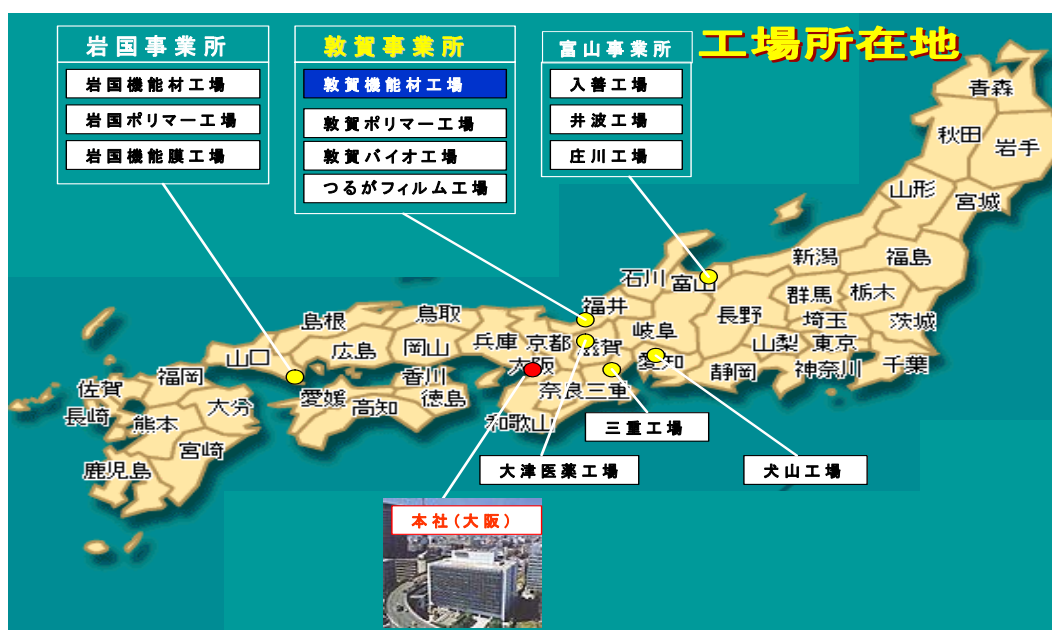 工場所在地
岩国事業所
岩国機能材工場
岩国ポリマー工場
岩国機能膜工場
敦賀事業所
敦賀機能材工場
敦賀ポリマー工場
敦賀バイオ工場
つるがフィルム工場
富山事業所
入善工場
井波工場
庄川工場
青森
秋田
岩手
山形
宮城
新潟
福島
石川
富山
群馬
栃木
福井
長野
埼玉
茨城
岐阜
島根
鳥取
兵庫
京都
滋賀
山梨
東京
山口
広島
岡山
大阪
愛知
静岡
神奈川
千葉
福岡
佐賀
香川
奈良
三重
愛媛
高知
徳島
長崎
熊本
大分
和歌山
宮崎
鹿児島
三重工場
大津医薬工場
犬山工場
本社(大阪)